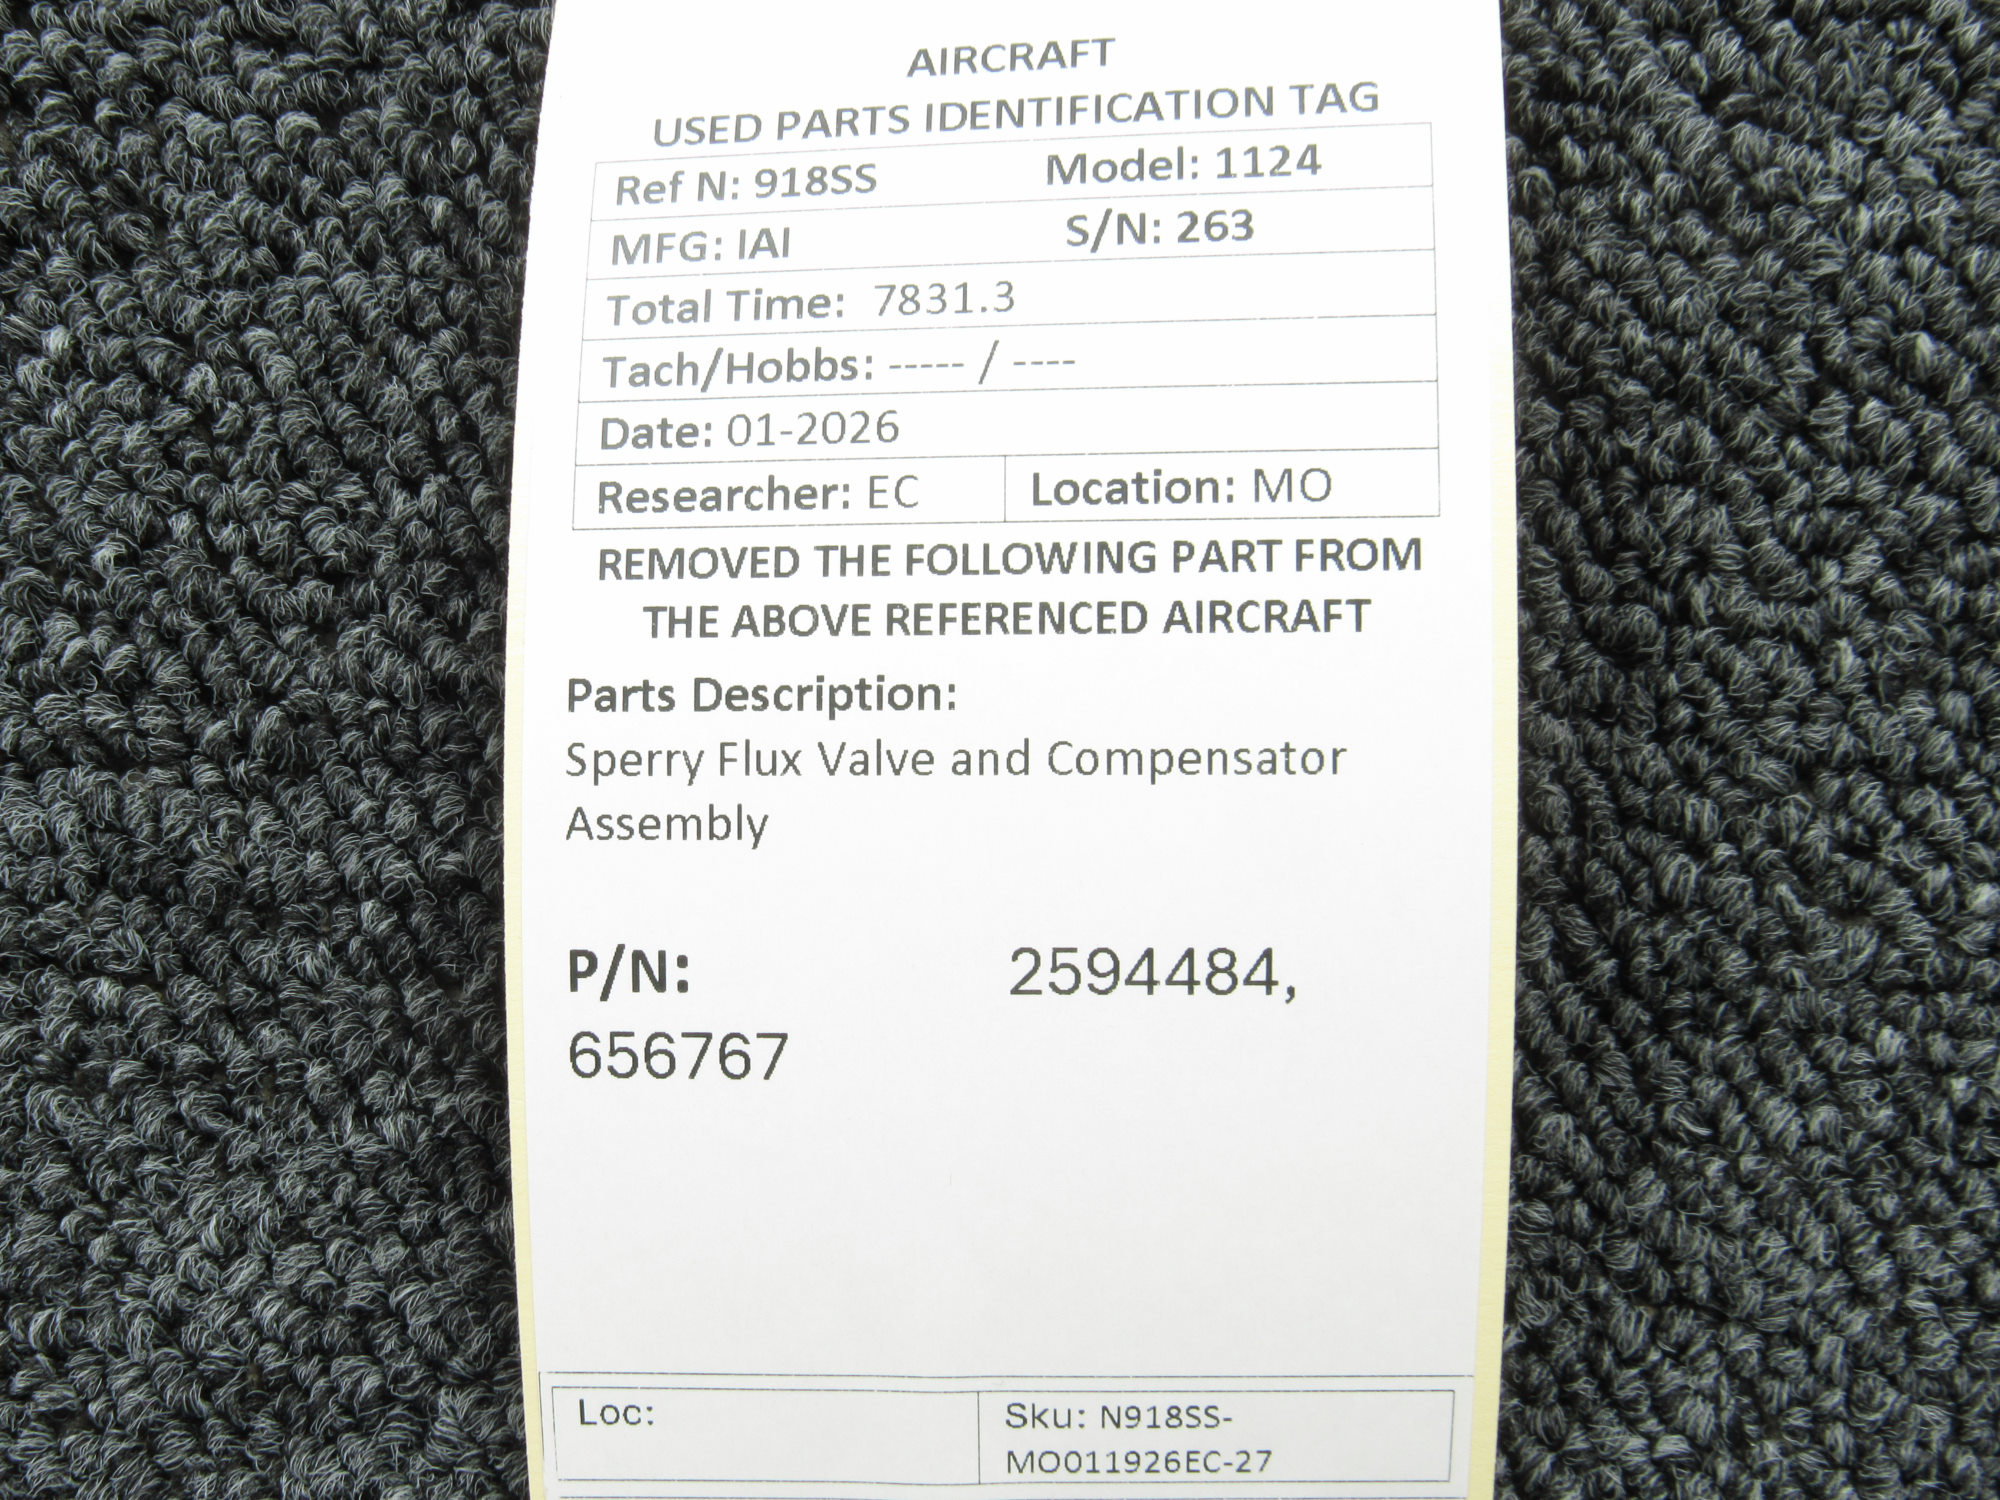 AIRCRAFT
USED PARTS IDENTIFICATION TAG
Ref N: 918SS Model: 1124
MFG: IAI S/N: 263
Total Time: 7831.3
Tach/Hobbs: ----- / ----
Date: 01-2026
Researcher: EC Location: MO
REMOVED THE FOLLOWING PART FROM
THE ABOVE REFERENCED AIRCRAFT
Parts Description:
Sperry Flux Valve and Compensator
Assembly
P/N: 2594484,
656767
Loc: Sku: N918SS-
MO011926EC-27